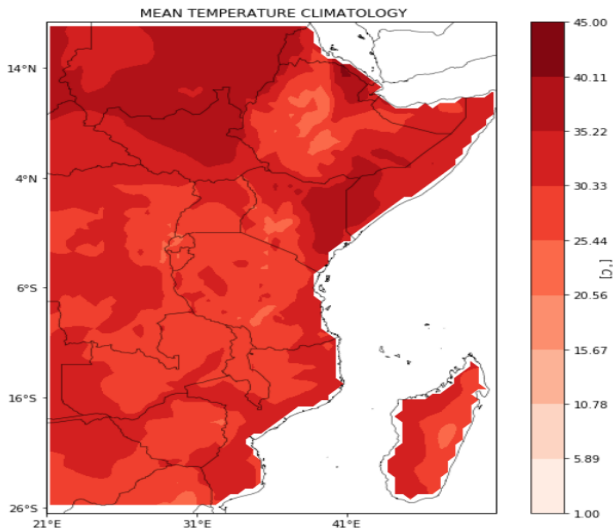 MEAN TEMPERATURE CLIMATOLOGY
14°N
4°N
6°S
16°S
26°S
21°E
31°E
41°E
45.00
40.11
35.22
30.33
25.44
20.56
15.67
10.78
5.89
1.00
[°C]